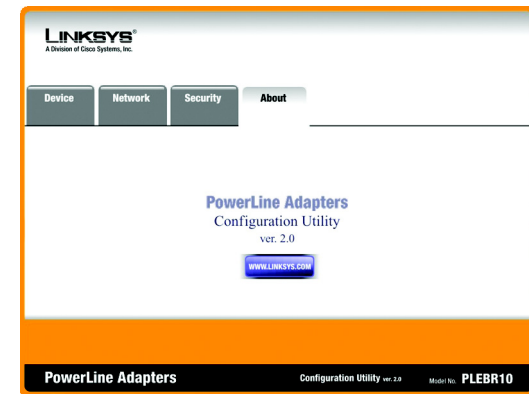 LINKSYS®
A Division of Cisco Systems, Inc.
Device Network Security About
PowerLine Adapters
Configuration Utility
ver. 2.0
WWW.LINKSYS.COM
PowerLine Adapters Configuration Utility ver. 2.0 Model No. PLEBR10